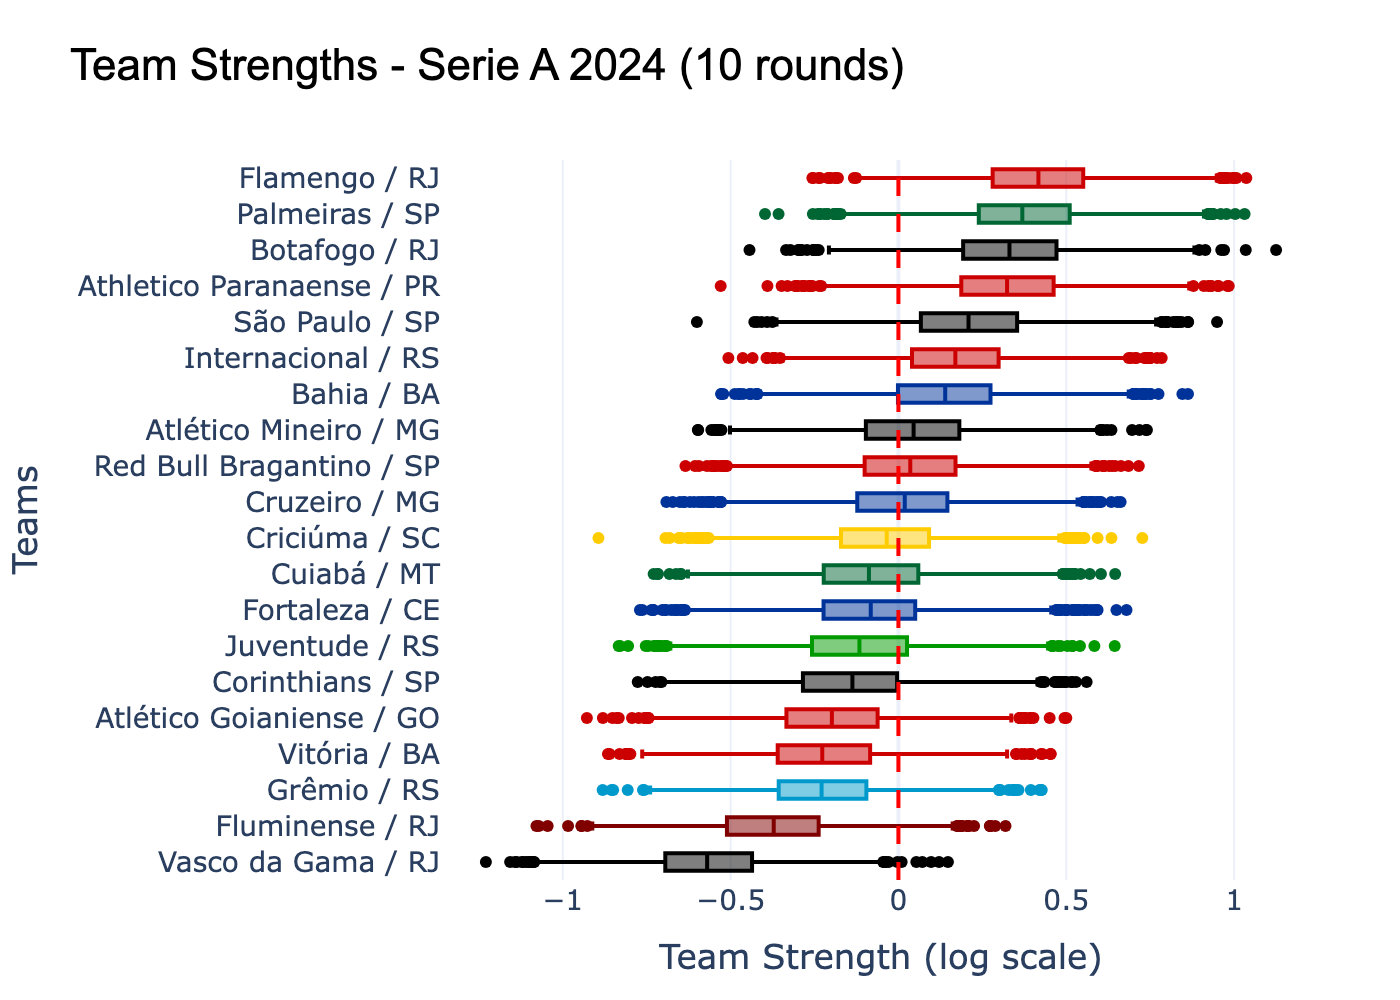 Team Strengths - Serie A 2024 (10 rounds)
Teams
Flamengo / RJ
Palmeiras / SP
Botafogo / RJ
Athletico Paranaense / PR
São Paulo / SP
Internacional / RS
Bahia / BA
Atlético Mineiro / MG
Red Bull Bragantino / SP
Cruzeiro / MG
Criciúma / SC
Cuiabá / MT
Fortaleza / CE
Juventude / RS
Corinthians / SP
Atlético Goianiense / GO
Vitória / BA
Grêmio / RS
Fluminense / RJ
Vasco da Gama / RJ
−1 −0.5 0 0.5 1
Team Strength (log scale)